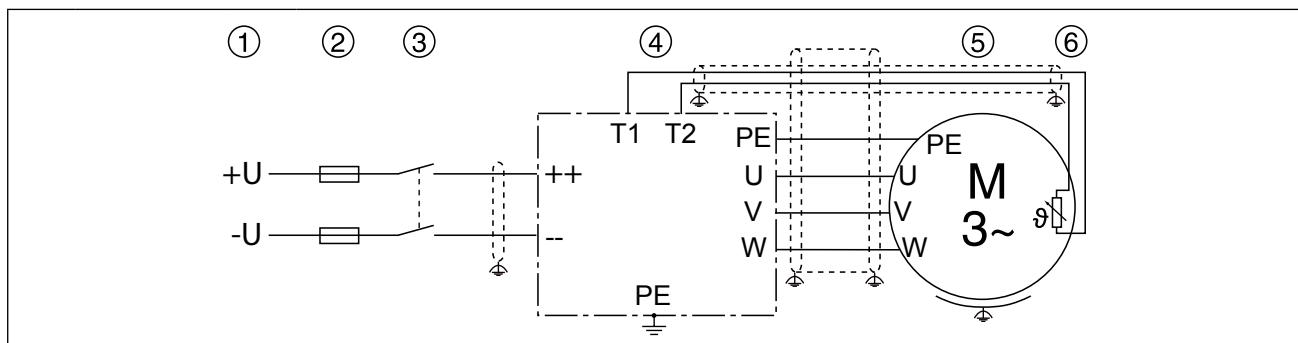 ① ② ③ ④ ⑤ ⑥
T1 T2
PE PE
+U ++ U U M
V V 3~ ϑ
-U -- W W
PE